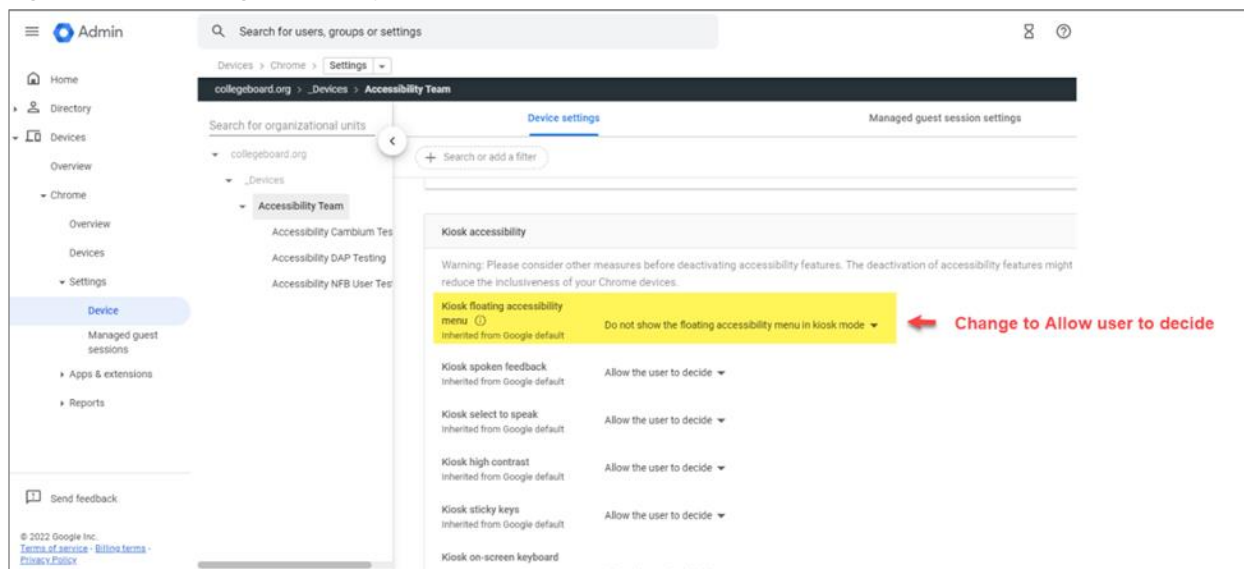 Admin
Search for users, groups or settings
Devices > Chrome > Settings
collegeboard.org > _Devices > Accessibility Team
Home
Directory
Devices
Overview
Chrome
Overview
Devices
Settings
Device
Managed guest
sessions
Apps & extensions
Reports
Send feedback
© 2022 Google Inc.
Terms of service - Billing terms -
Privacy Policy
Search for organizational units
collegeboard.org
_Devices
Accessibility Team
Accessibility Cambium Tes
Accessibility DAP Testing
Accessibility NFB User Tes
Device settings
Managed guest session settings
+ Search or add a filter
Kiosk accessibility
Warning: Please consider other measures before deactivating accessibility features. The deactivation of accessibility features might
reduce the inclusiveness of your Chrome devices.
Kiosk floating accessibility
menu
Inherited from Google default
Do not show the floating accessibility menu in kiosk mode
Change to Allow user to decide
Kiosk spoken feedback
Inherited from Google default
Allow the user to decide
Kiosk select to speak
Inherited from Google default
Allow the user to decide
Kiosk high contrast
Inherited from Google default
Allow the user to decide
Kiosk sticky keys
Inherited from Google default
Allow the user to decide
Kiosk on-screen keyboard